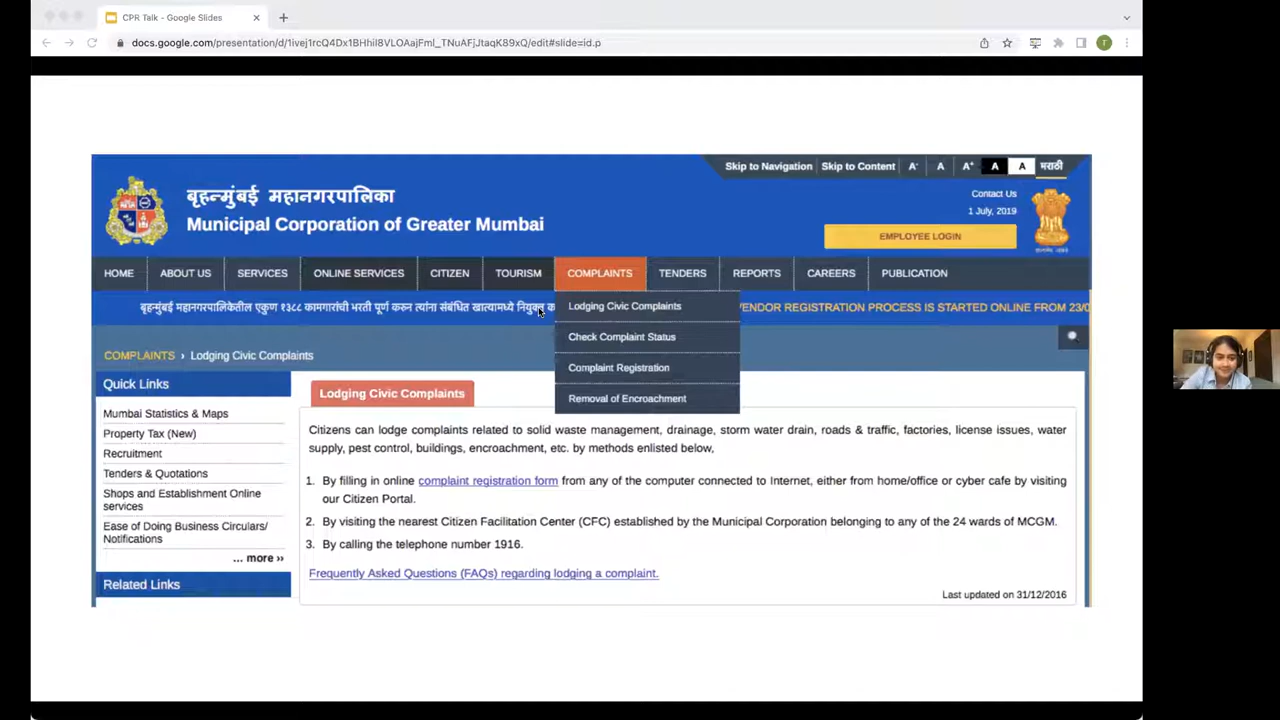 CPR Talk - Google Slides
docs.google.com/presentation/d/1ivej1rcQ4Dx1BHhil8VLOAajFml_TNuAFjJtaqK89xQ/edit#slide=id.p
T
Skip to Navigation Skip to Content A- A A+ A A मराठी
बृहन्मुंबई महानगरपालिका
Municipal Corporation of Greater Mumbai
Contact Us
1 July, 2019
EMPLOYEE LOGIN
HOME ABOUT US SERVICES ONLINE SERVICES CITIZEN TOURISM COMPLAINTS TENDERS REPORTS CAREERS PUBLICATION
बृहन्मुंबई महानगरपालिकेतील एकुण १३८८ कामगारांची भरती पूर्ण करुन त्यांना संबंधित खात्यामध्ये नियुक्त VENDOR REGISTRATION PROCESS IS STARTED ONLINE FROM 23/0
Lodging Civic Complaints
Check Complaint Status
Complaint Registration
Removal of Encroachment
COMPLAINTS › Lodging Civic Complaints
Quick Links
Mumbai Statistics & Maps
Property Tax (New)
Recruitment
Tenders & Quotations
Shops and Establishment Online
services
Ease of Doing Business Circulars/
Notifications
... more ››
Related Links
Lodging Civic Complaints
Citizens can lodge complaints related to solid waste management, drainage, storm water drain, roads & traffic, factories, license issues, water
supply, pest control, buildings, encroachment, etc. by methods enlisted below,
1. By filling in online complaint registration form from any of the computer connected to Internet, either from home/office or cyber cafe by visiting
our Citizen Portal.
2. By visiting the nearest Citizen Facilitation Center (CFC) established by the Municipal Corporation belonging to any of the 24 wards of MCGM.
3. By calling the telephone number 1916.
Frequently Asked Questions (FAQs) regarding lodging a complaint.
Last updated on 31/12/2016